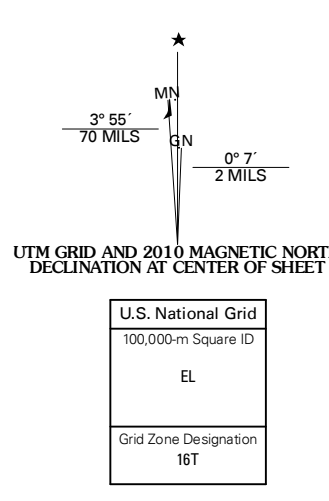 ★
MN
3° 55´
70 MILS
GN
0° 7´
2 MILS
UTM GRID AND 2010 MAGNETIC NORT
DECLINATION AT CENTER OF SHEET
U.S. National Grid
100,000-m Square ID
EL
Grid Zone Designation
16T